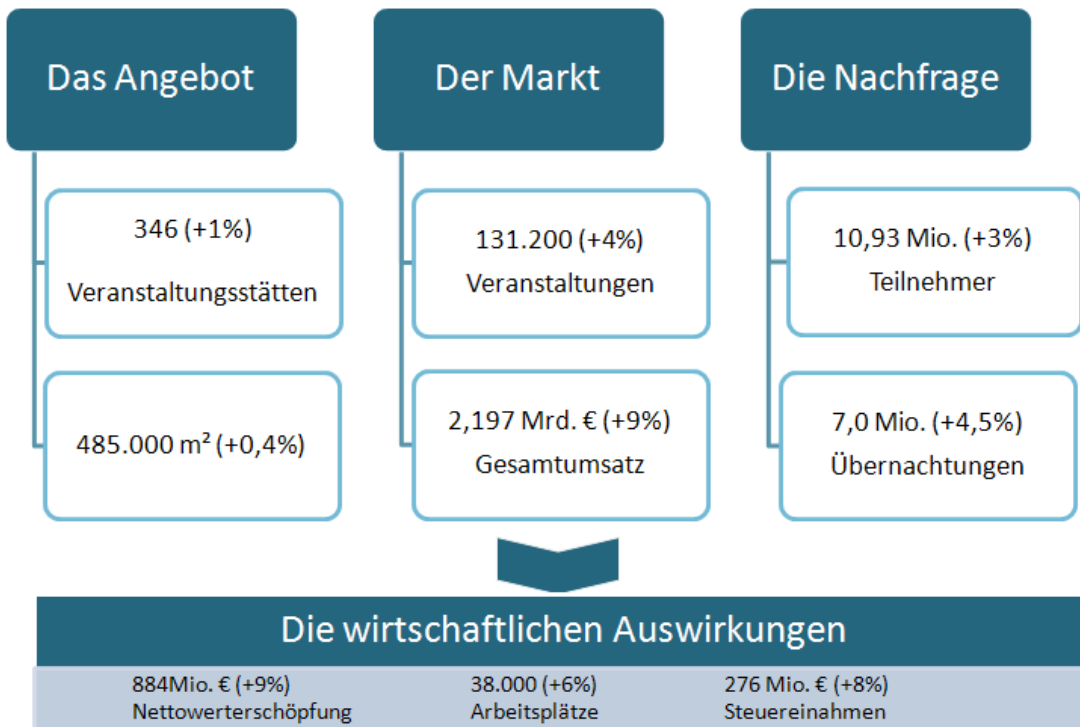 Das Angebot
346 (+1%)
Veranstaltungsstätten
485.000 m² (+0,4%)
Der Markt
131.200 (+4%)
Veranstaltungen
2,197 Mrd. € (+9%)
Gesamtumsatz
Die Nachfrage
10,93 Mio. (+3%)
Teilnehmer
7,0 Mio. (+4,5%)
Übernachtungen
Die wirtschaftlichen Auswirkungen
884Mio. € (+9%)
Nettowerterschöpfung
38.000 (+6%)
Arbeitsplätze
276 Mio. € (+8%)
Steuereinahmen